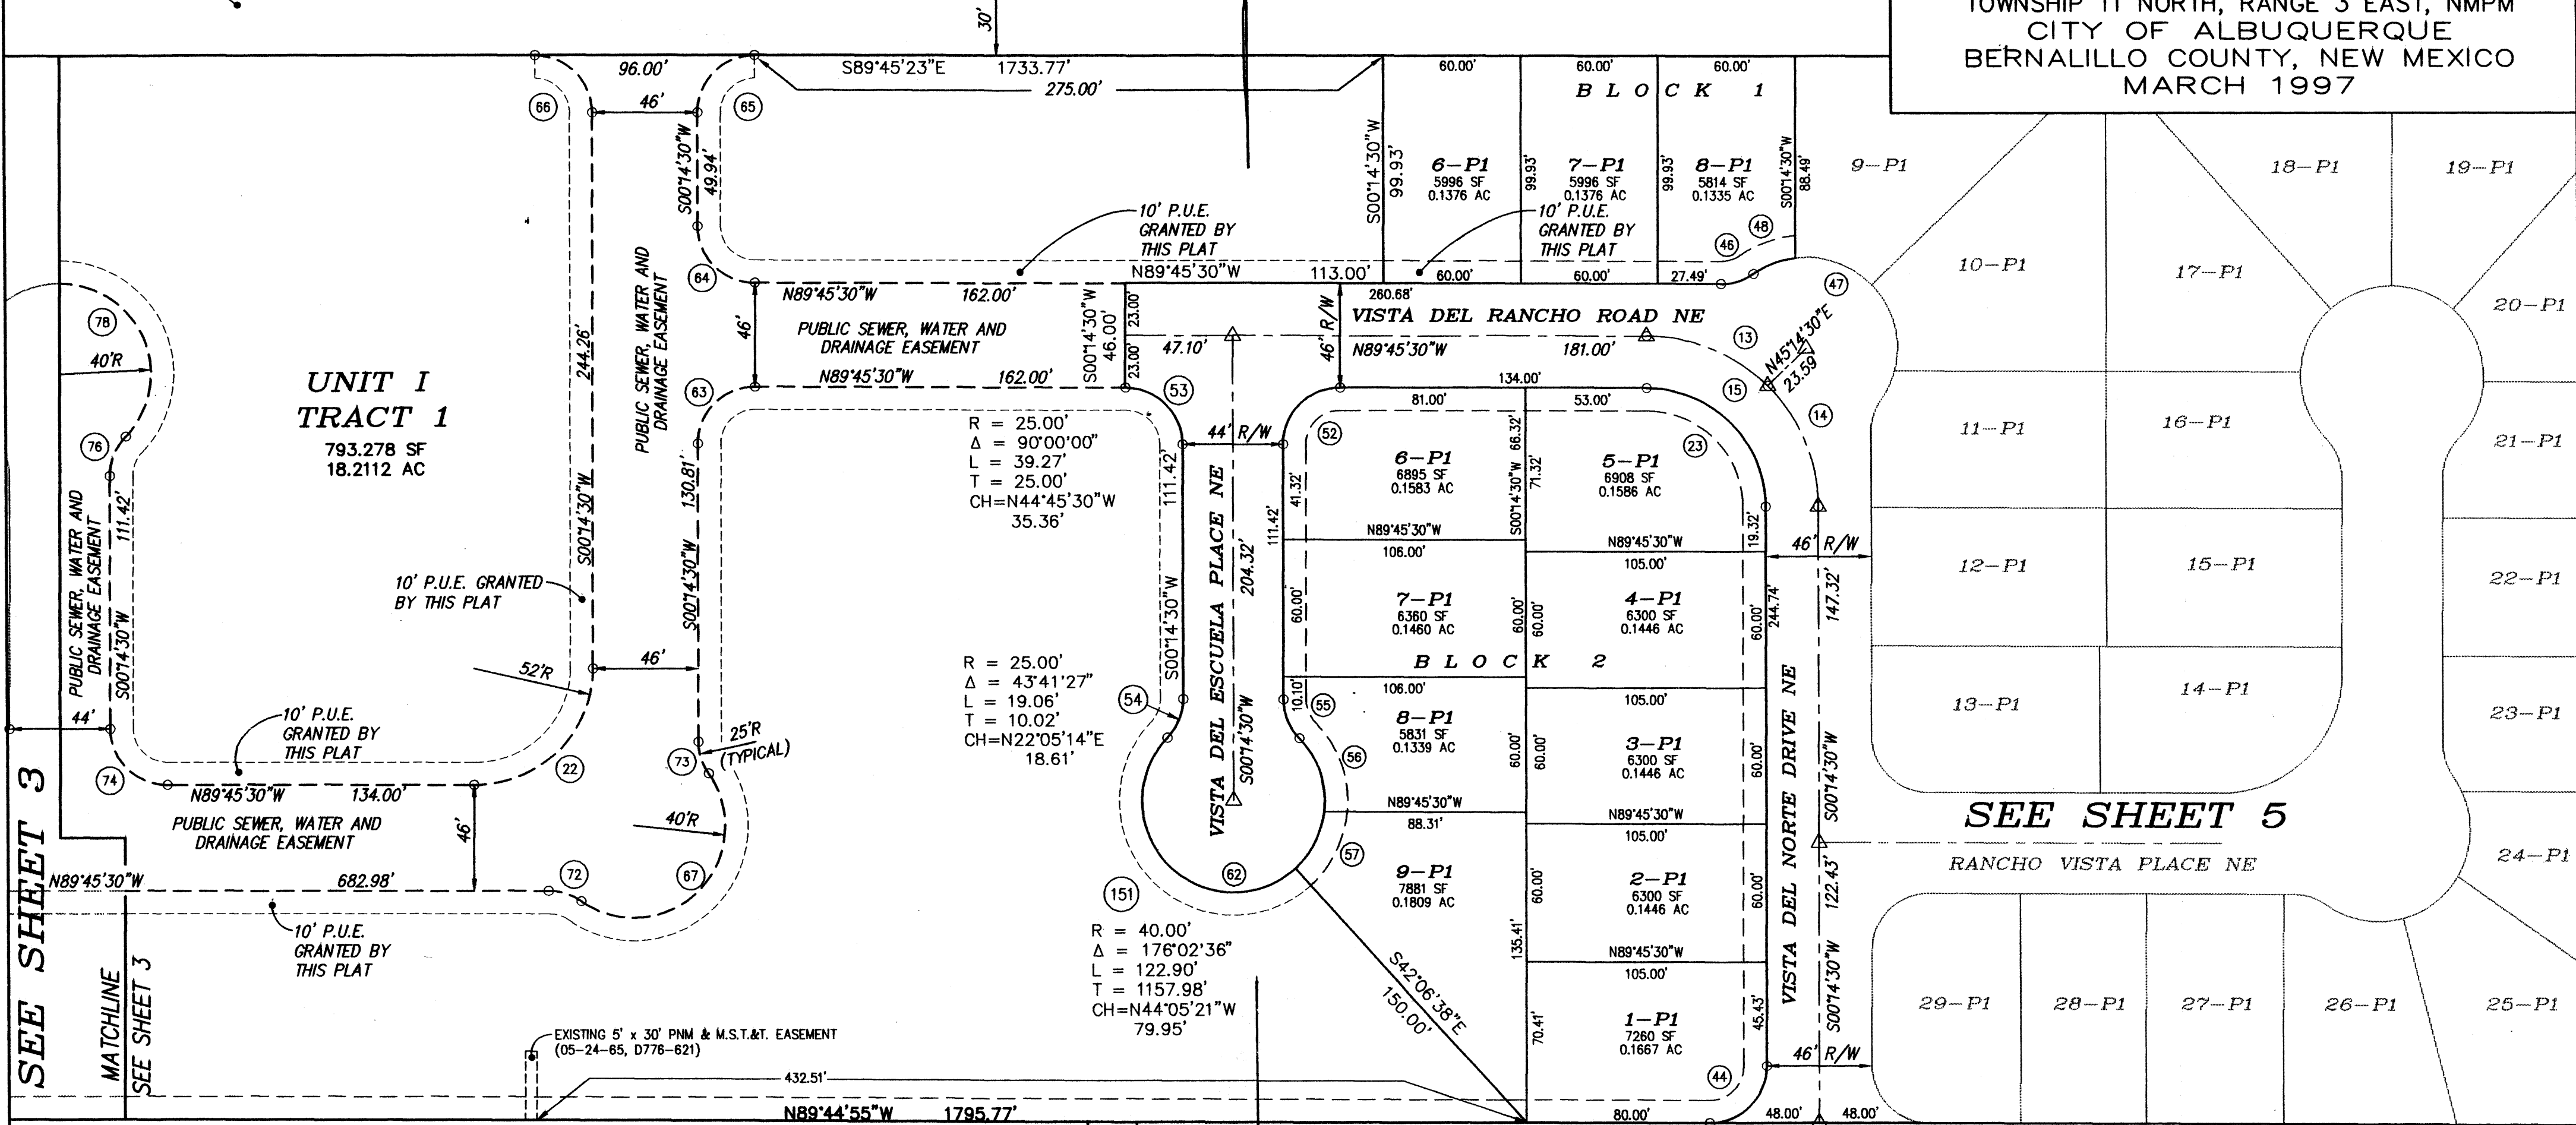 TOWNSHIP 11 NORTH, RANGE 3 EAST, NMPM
CITY OF ALBUQUERQUE
BERNALILLO COUNTY, NEW MEXICO
MARCH 1997
30'
96.00'
S89°45'23"E 1733.77'
275.00'
60.00'
60.00'
60.00'
BLOCK 1
66
46'
65
S00°14'30"W
49.94'
S00°14'30"W
99.93'
6-P1
5996 SF
0.1376 AC
99.93'
7-P1
5996 SF
0.1376 AC
99.93'
8-P1
5814 SF
0.1335 AC
S00°14'30"W
88.49'
9-P1
18-P1
19-P1
10' P.U.E.
GRANTED BY
THIS PLAT
10' P.U.E.
GRANTED BY
THIS PLAT
46
48
47
64
N89°45'30"W 113.00'
60.00'
60.00'
27.49'
10-P1
17-P1
20-P1
N89°45'30"W 162.00'
260.68'
78
40'R
UNIT I
TRACT 1
793.278 SF
18.2112 AC
244.26'
S00°14'30"W
PUBLIC SEWER, WATER AND
DRAINAGE EASEMENT
46'
PUBLIC SEWER, WATER AND
DRAINAGE EASEMENT
S00°14'30"W
46.00'
23.00'
23.00'
47.10'
46' R/W
VISTA DEL RANCHO ROAD NE
N89°45'30"W 181.00'
13
N45°14'30"E
23.59
15
14
N89°45'30"W 162.00'
63
53
134.00'
81.00'
53.00'
R = 25.00'
Δ = 90°00'00"
L = 39.27'
T = 25.00'
CH=N44°45'30"W
35.36'
44' R/W
52
23
76
111.42'
S00°14'30"W
PUBLIC SEWER, WATER AND
DRAINAGE EASEMENT
130.81'
S00°14'30"W
111.42'
S00°14'30"W
VISTA DEL ESCUELA PLACE NE
204.32'
S00°14'30"W
41.32'
111.42'
60.00'
10.10'
6-P1
6895 SF
0.1583 AC
S00°14'30"W 66.32'
71.32'
5-P1
6908 SF
0.1586 AC
19.32'
11-P1
16-P1
21-P1
N89°45'30"W
106.00'
N89°45'30"W
105.00'
46' R/W
12-P1
15-P1
22-P1
10' P.U.E. GRANTED
BY THIS PLAT
7-P1
6360 SF
0.1460 AC
60.00'
60.00'
4-P1
6300 SF
0.1446 AC
60.00'
244.74'
147.32'
S00°14'30"W
BLOCK 2
46'
52'R
R = 25.00'
Δ = 43°41'27"
L = 19.06'
T = 10.02'
CH=N22°05'14"E
18.61'
54
55
106.00'
105.00'
13-P1
14-P1
23-P1
44'
10' P.U.E.
GRANTED BY
THIS PLAT
25'R
(TYPICAL)
73
56
8-P1
5831 SF
0.1339 AC
60.00'
60.00'
3-P1
6300 SF
0.1446 AC
60.00'
VISTA DEL NORTE DRIVE NE
74
22
N89°45'30"W 134.00'
PUBLIC SEWER, WATER AND
DRAINAGE EASEMENT
46'
40'R
N89°45'30"W
88.31'
N89°45'30"W
105.00'
SEE SHEET 5
RANCHO VISTA PLACE NE
24-P1
57
N89°45'30"W 682.98'
72
67
62
151
R = 40.00'
Δ = 176°02'36"
L = 122.90'
T = 1157.98'
CH=N44°05'21"W
79.95'
9-P1
7881 SF
0.1809 AC
135.41'
60.00'
2-P1
6300 SF
0.1446 AC
60.00'
122.43'
S00°14'30"W
N89°45'30"W
105.00'
10' P.U.E.
GRANTED BY
THIS PLAT
SEE SHEET 3
MATCHLINE
SEE SHEET 3
S42°06'38"E
150.00'
70.41'
1-P1
7260 SF
0.1667 AC
45.43'
29-P1
28-P1
27-P1
26-P1
25-P1
EXISTING 5' x 30' PNM & M.S.T.&T. EASEMENT
(05-24-65, D776-621)
46' R/W
44
432.51'
N89°44'55"W 1795.77'
80.00'
48.00'
48.00'